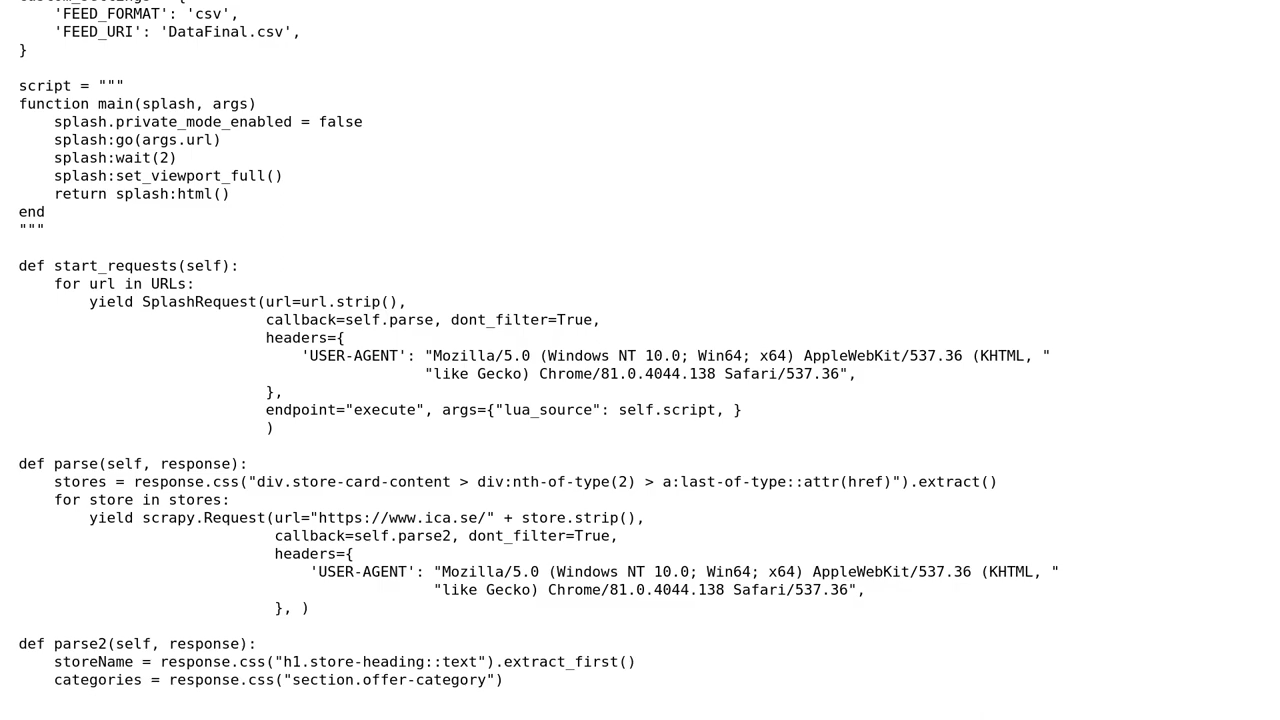 'FEED_FORMAT': 'csv',
'FEED_URI': 'DataFinal.csv',
}
script = """
function main(splash, args)
splash.private_mode_enabled = false
splash:go(args.url)
splash:wait(2)
splash:set_viewport_full()
return splash:html()
end
"""
def start_requests(self):
for url in URLs:
yield SplashRequest(url=url.strip(),
callback=self.parse, dont_filter=True,
headers={
'USER-AGENT': "Mozilla/5.0 (Windows NT 10.0; Win64; x64) AppleWebKit/537.36 (KHTML, "
"like Gecko) Chrome/81.0.4044.138 Safari/537.36",
},
endpoint="execute", args={"lua_source": self.script, }
)
def parse(self, response):
stores = response.css("div.store-card-content > div:nth-of-type(2) > a:last-of-type::attr(href)").extract()
for store in stores:
yield scrapy.Request(url="https://www.ica.se/" + store.strip(),
callback=self.parse2, dont_filter=True,
headers={
'USER-AGENT': "Mozilla/5.0 (Windows NT 10.0; Win64; x64) AppleWebKit/537.36 (KHTML, "
"like Gecko) Chrome/81.0.4044.138 Safari/537.36",
}, )
def parse2(self, response):
storeName = response.css("h1.store-heading::text").extract_first()
categories = response.css("section.offer-category")